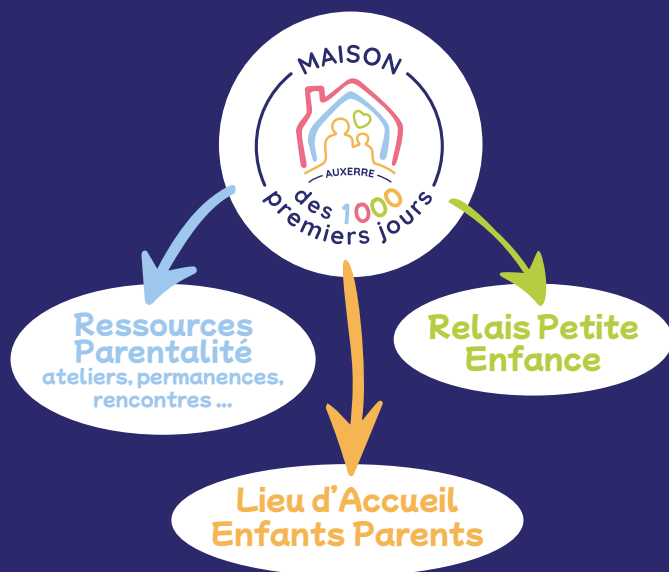 MAISON
AUXERRE
des 1000
premiers jours
Ressources
Parentalité
ateliers, permanences,
rencontres ...
Relais Petite
Enfance
Lieu d'Accueil
Enfants Parents